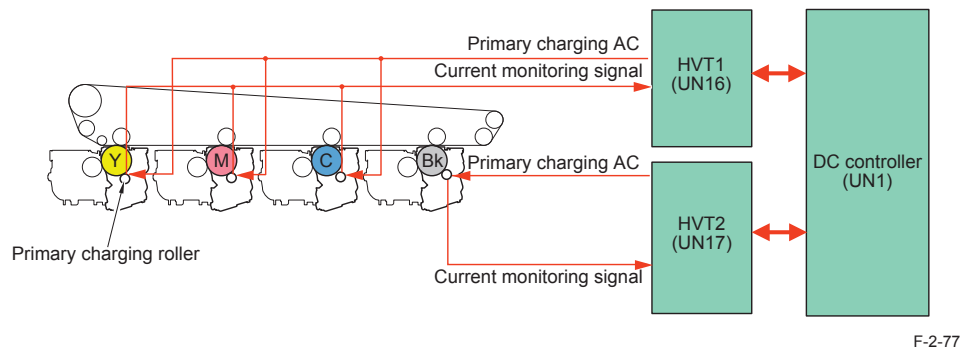 Primary charging AC
Current monitoring signal
HVT1
(UN16)
DC controller
(UN1)
Y
M
C
Bk
Primary charging AC
HVT2
(UN17)
Primary charging roller
Current monitoring signal
F-2-77